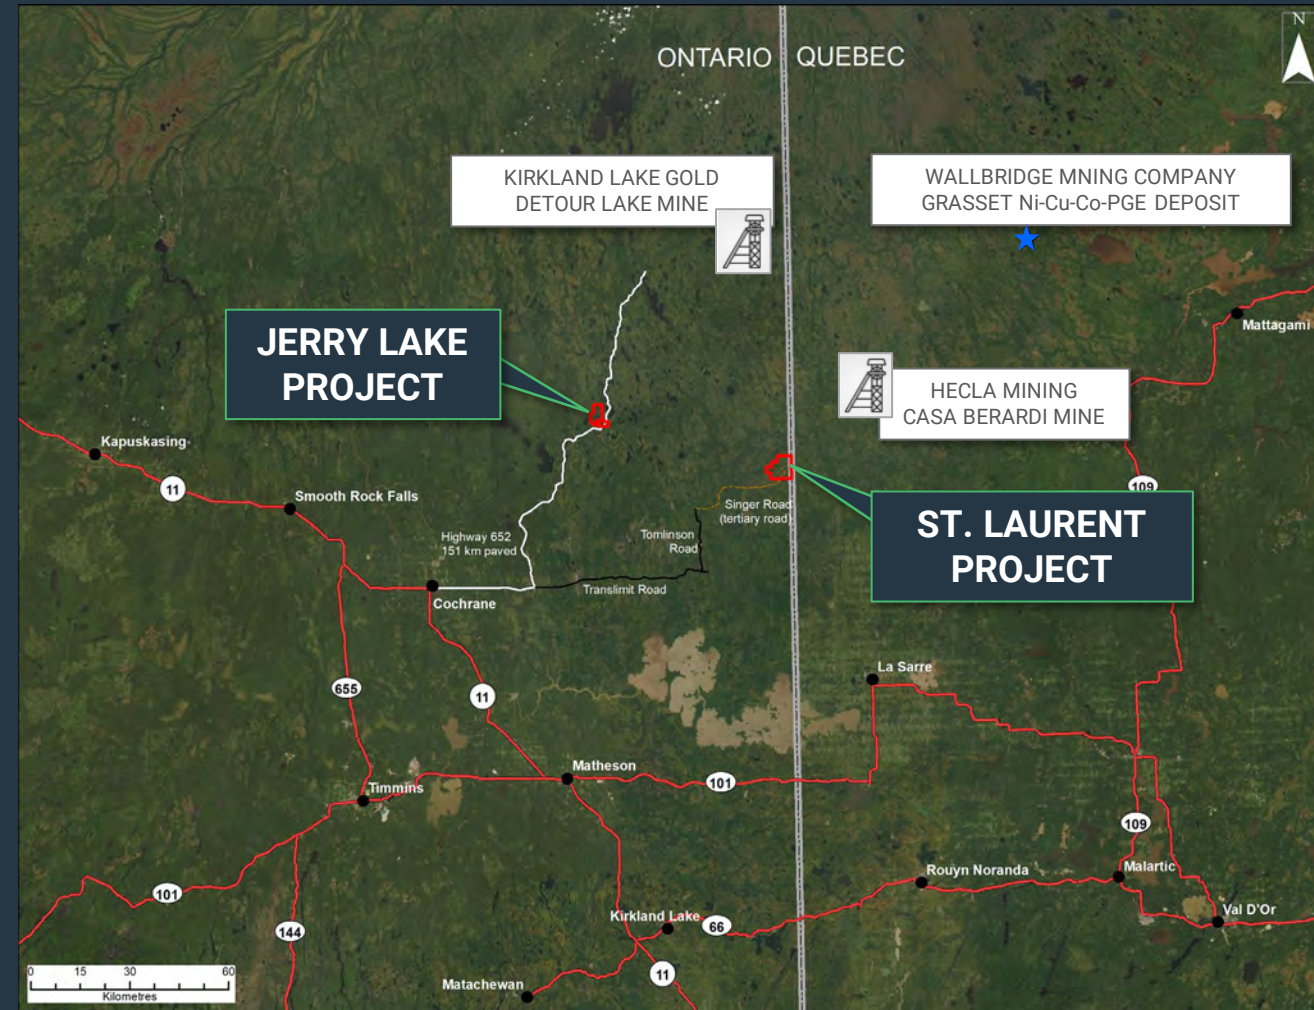 N
ONTARIO QUEBEC
KIRKLAND LAKE GOLD
DETOUR LAKE MINE
WALLBRIDGE MNING COMPANY
GRASSET Ni-Cu-Co-PGE DEPOSIT
JERRY LAKE
PROJECT
Mattagami
HECLA MINING
CASA BERARDI MINE
Kapuskasing
11
Smooth Rock Falls
109
Singer Road
(tertiary road)
ST. LAURENT
PROJECT
Highway 652
151 km paved
Tomlinson
Road
Translimit Road
Cochrane
La Sarre
655
11
Matheson
101
Timmins
109
101
Rouyn Noranda
Malartic
Kirkland Lake
66
Val D'Or
144
11
Matachewan
0 15 30 60
Kilometres